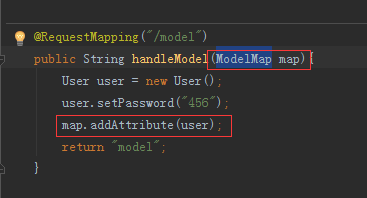 @RequestMapping("/model")
public String handleModel(ModelMap map){
User user = new User();
user.setPassword("456");
map.addAttribute(user);
return "model";
}